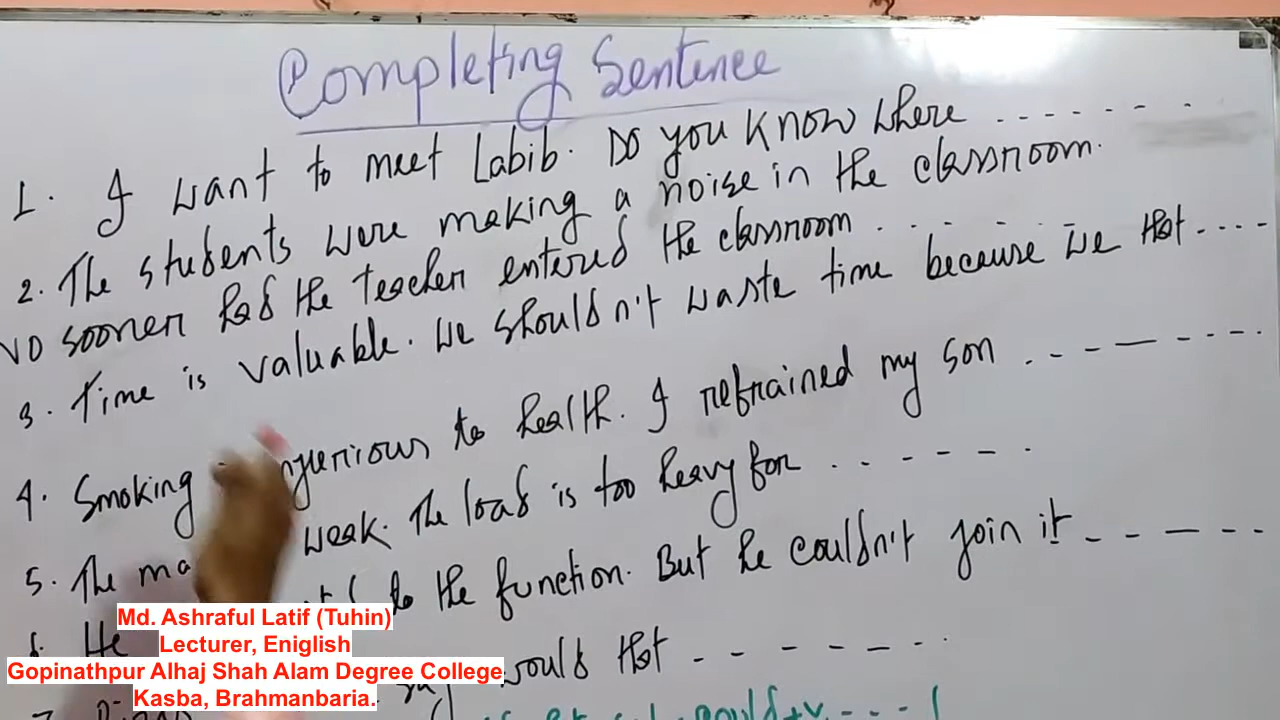 Completing Sentence
1. I want to meet Labib. Do you know where .......
2. The students were making a noise in the classroom.
No sooner had the teacher entered the classroom .......
3. Time is valuable. We shouldn't waste time because we that ....
4. Smoking injurious to health. I refrained my son .......
5. The ma weak. The load is too heavy for .......
6. He to the function. But he couldn't join it ------
would that -------
Md. Ashraful Latif (Tuhin)
Lecturer, Eniglish
Gopinathpur Alhaj Shah Alam Degree College
Kasba, Brahmanbaria.